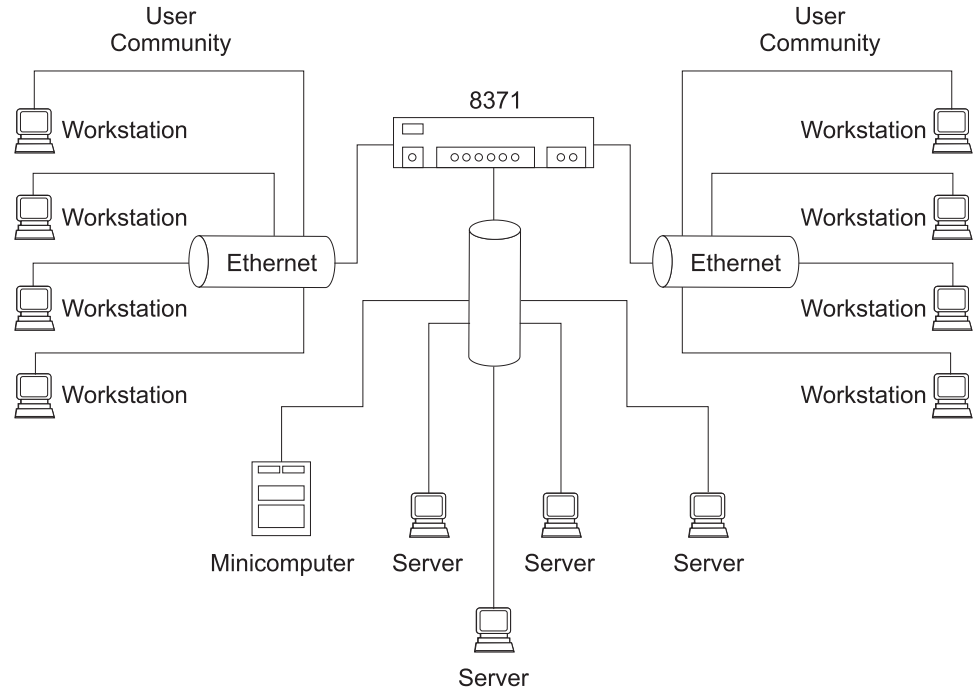 User
Community
User
Community
8371
Workstation
Workstation
Workstation
Workstation
Ethernet
Ethernet
Workstation
Workstation
Workstation
Workstation
Minicomputer
Server
Server
Server
Server